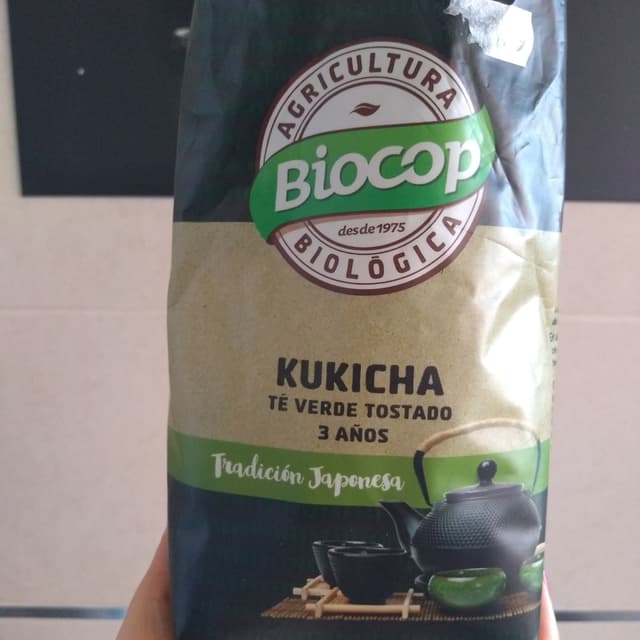 AGRICULTURA
Biocop
desde 1975
BIOLÓGICA
KUKICHA
TÉ VERDE TOSTADO
3 AÑOS
Tradición Japonesa